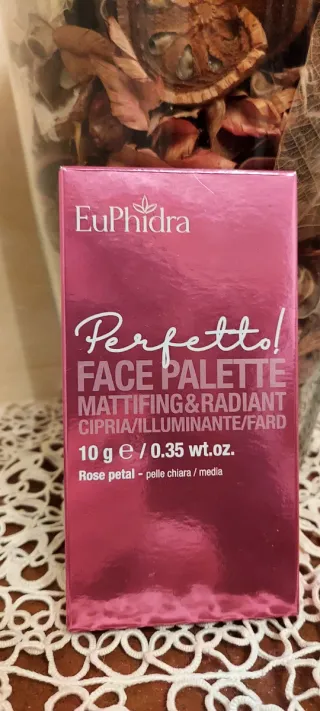 EuPhidra
Perfetto!
FACE PALETTE
MATTIFING&RADIANT
CIPRIA/ILLUMINANTE/FARD
10 g ℮ / 0.35 wt.oz.
Rose petal - pelle chiara / media